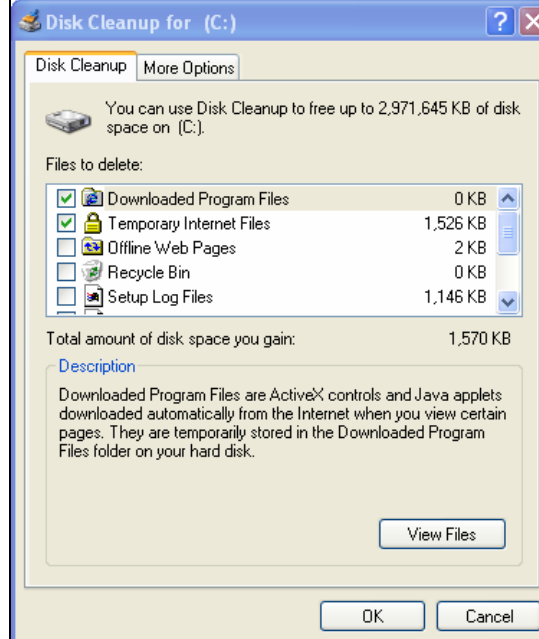 Disk Cleanup for (C:)
Disk Cleanup
More Options
You can use Disk Cleanup to free up to 2,971,645 KB of disk
space on (C:).
Files to delete:
Downloaded Program Files 0 KB
Temporary Internet Files 1,526 KB
Offline Web Pages 2 KB
Recycle Bin 0 KB
Setup Log Files 1,146 KB
Total amount of disk space you gain: 1,570 KB
Description
Downloaded Program Files are ActiveX controls and Java applets
downloaded automatically from the Internet when you view certain
pages. They are temporarily stored in the Downloaded Program
Files folder on your hard disk.
View Files
OK Cancel